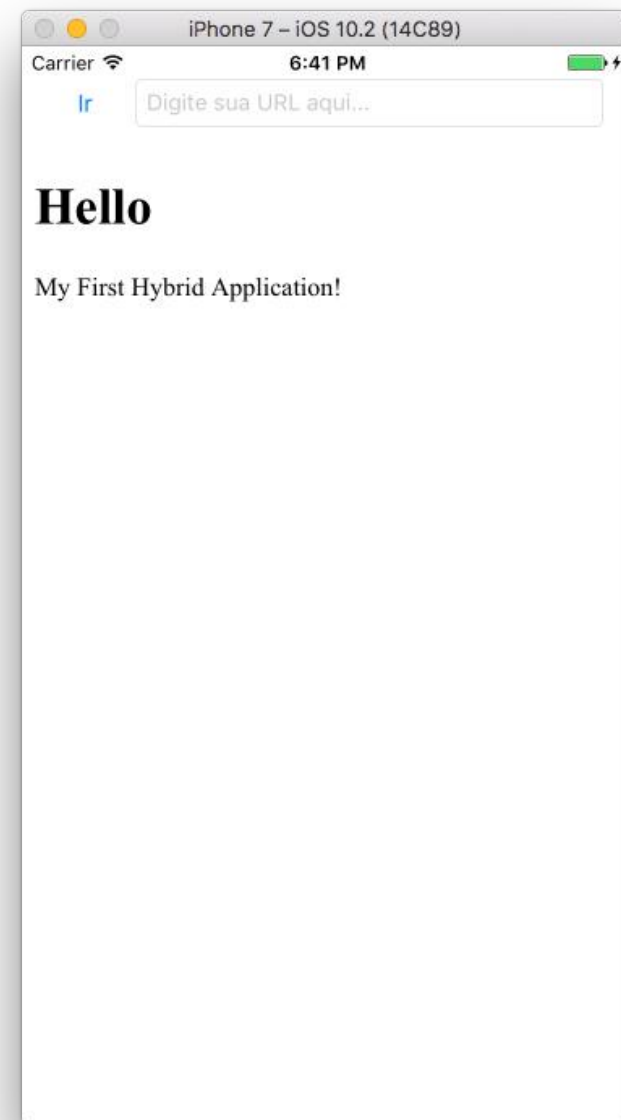 iPhone 7 – iOS 10.2 (14C89)
Carrier 6:41 PM
Ir Digite sua URL aqui...
Hello
My First Hybrid Application!